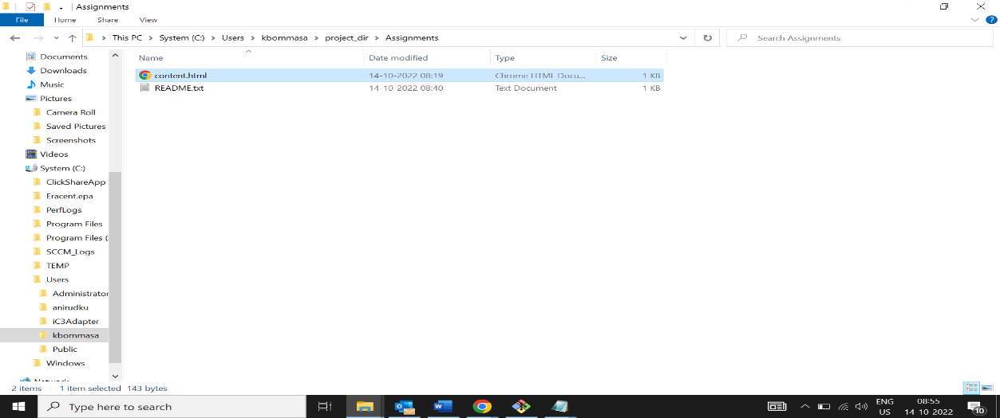 Assignments
File Home Share View
This PC System (C:) Users kbommasa project_dir Assignments Search Assignments
Name Date modified Type Size
content.html 14-10-2022 08:19 Chrome HTML Docu... 1 KB
README.txt 14-10-2022 08:40 Text Document 1 KB
Documents
Downloads
Music
Pictures
Camera Roll
Saved Pictures
Screenshots
Videos
System (C:)
ClickShareApp
Eracent.epa
PerfLogs
Program Files
Program Files (
SCCM_Logs
TEMP
Users
Administrator
anirudku
iC3Adapter
kbommasa
Public
Windows
Network
2 items 1 item selected 143 bytes
Type here to search
ENG
US
08:55
14-10-2022
10